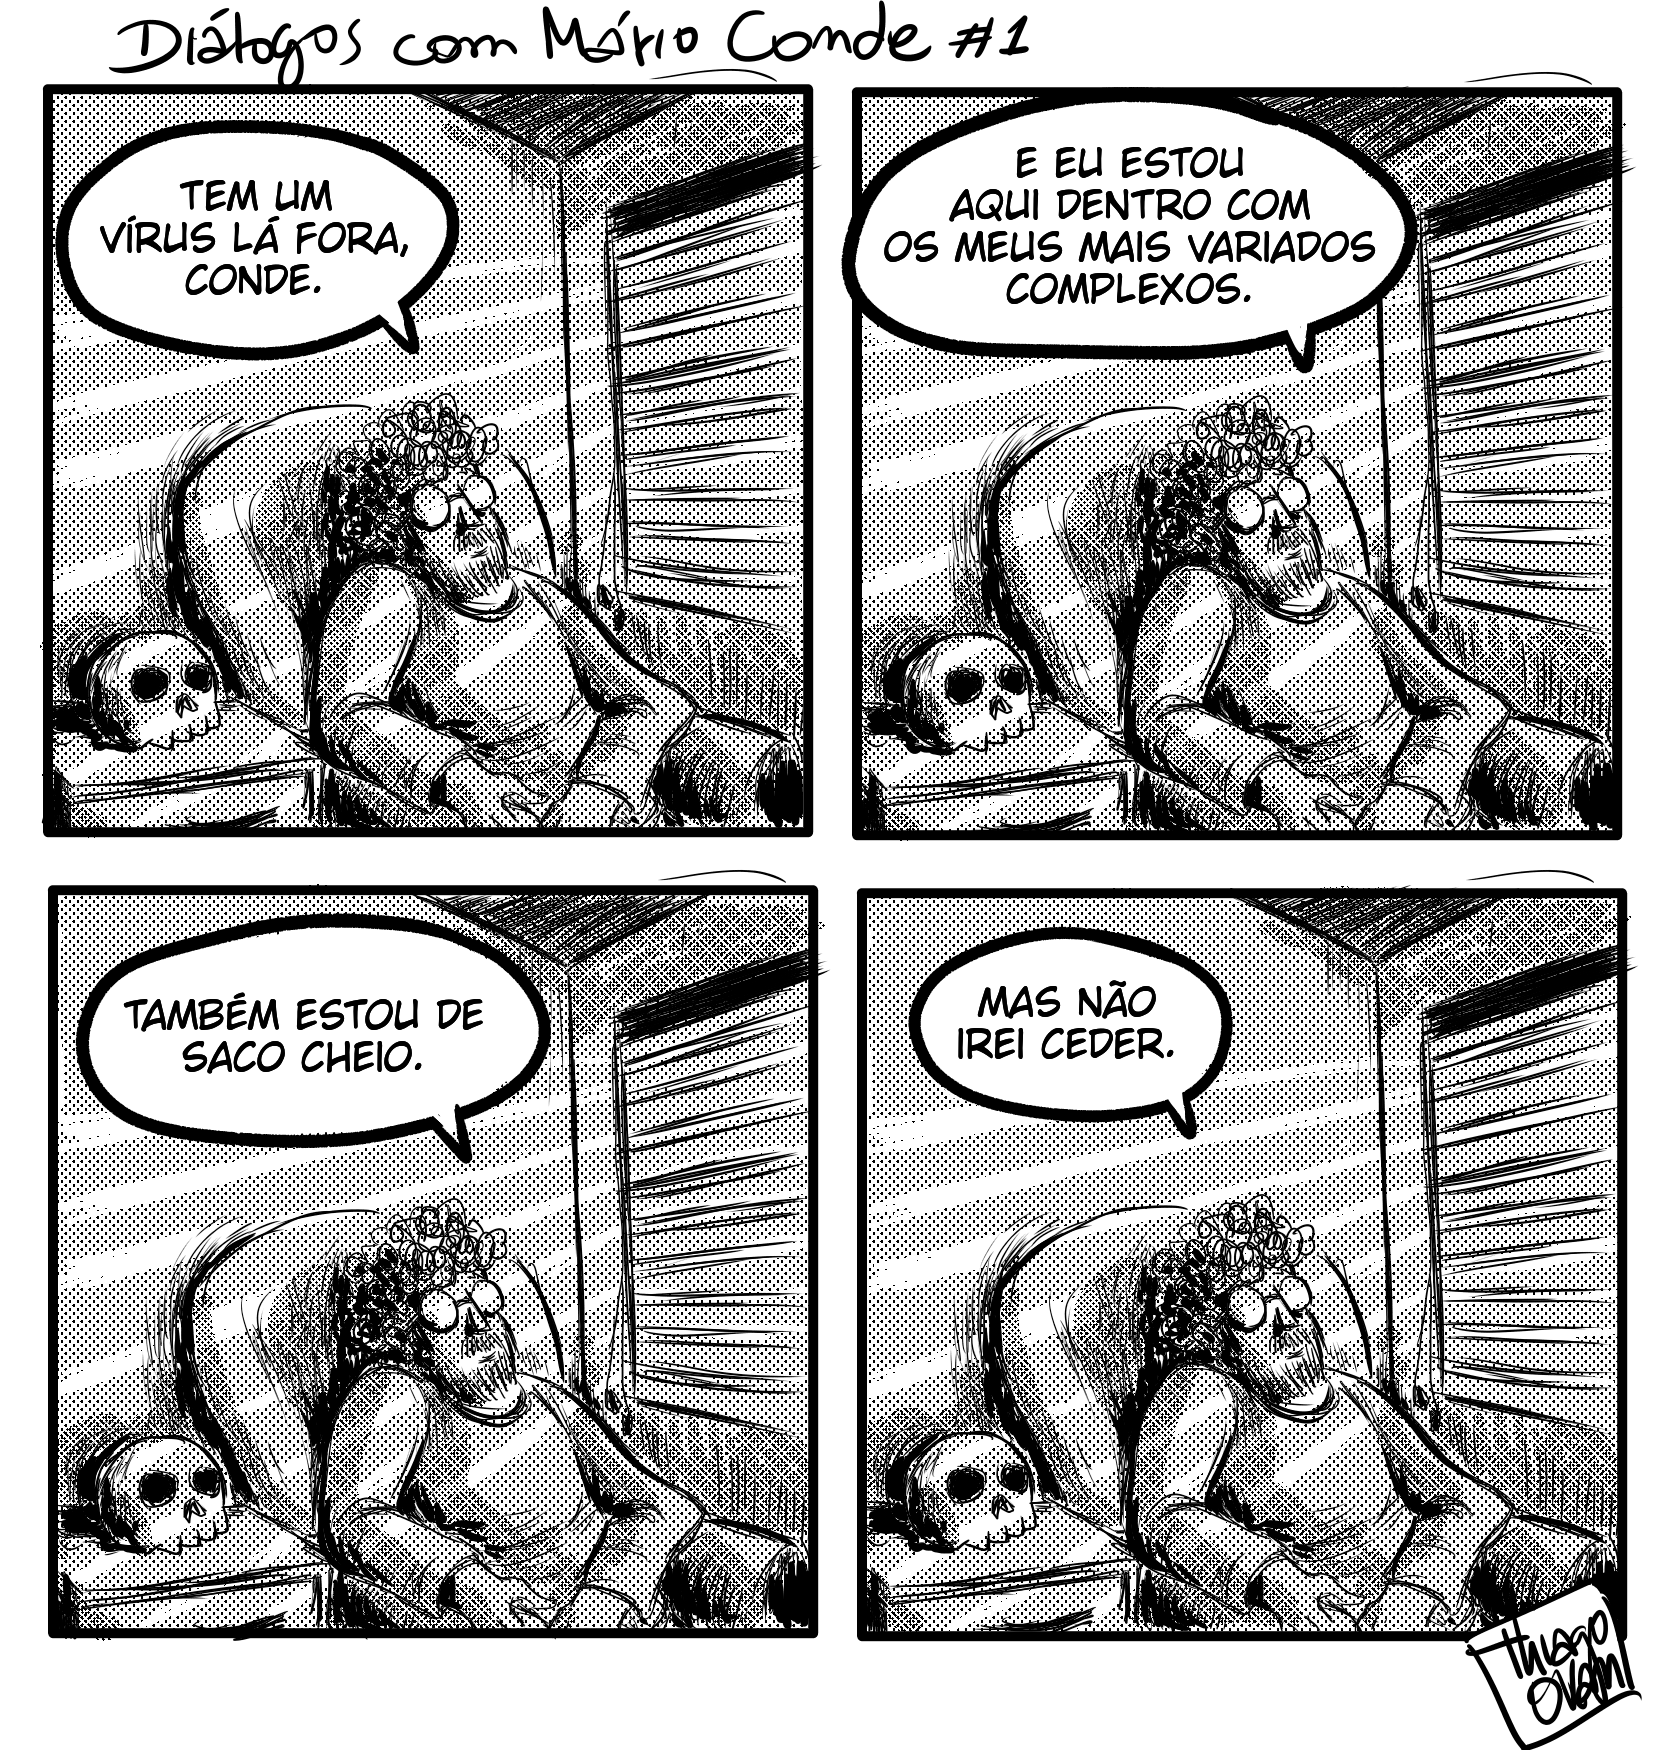 Diálogos com Mário Conde #1
TEM UM
VÍRUS LÁ FORA,
CONDE.
E EU ESTOU
AQUI DENTRO COM
OS MEUS MAIS VARIADOS
COMPLEXOS.
TAMBÉM ESTOU DE
SACO CHEIO.
MAS NÃO
IREI CEDER.
Thiago